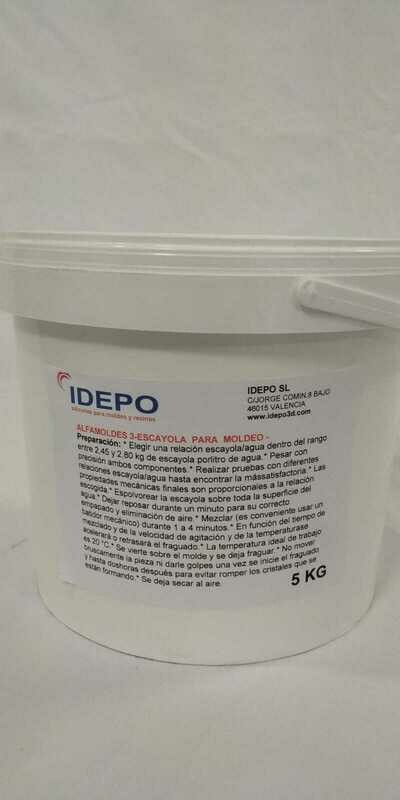 IDEPO
siliconas para moldes y resinas
IDEPO SL
C/JORGE COMIN,8 BAJO
46015 VALENCIA
www.idepo3d.com
ALFAMOLDES 3-ESCAYOLA PARA MOLDEO -
Preparación: * Elegir una relación escayola/agua dentro del rango
entre 2,45 y 2,80 kg de escayola porlitro de agua.* Pesar con
precisión ambos componentes.* Realizar pruebas con diferentes
relaciones escayola/agua hasta encontrar la mássatisfactoria.* Las
propiedades mecánicas finales son proporcionales a la relación
escogida.* Espolvorear la escayola sobre toda la superficie del
agua.* Dejar reposar durante un minuto para su correcto
empapado y eliminación de aire.* Mezclar (es conveniente usar un
batidor mecánico) durante 1 a 4 minutos.* En función del tiempo de
mezclado y de la velocidad de agitación y de la temperaturase
acelerará o retrasará el fraguado.* La temperatura ideal de trabajo
es 20 °C.* Se vierte sobre el molde y se deja fraguar.* No mover
bruscamente la pieza ni darle golpes una vez se inicie el fraguado
y hasta doshoras después para evitar romper los cristales que se
están formando.* Se deja secar al aire.
5 KG